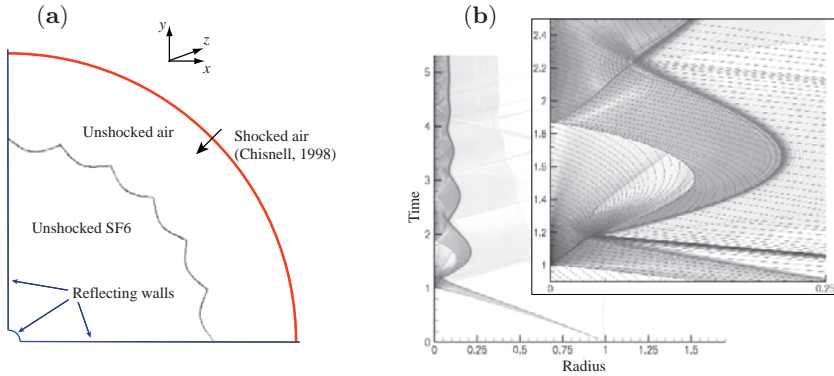 (a)
y
z
x
Unshocked air
Shocked air
(Chisnell, 1998)
Unshocked SF6
Reflecting walls
(b)
5
4
3
2
1
0
Time
0
0.25
0.5
0.75
1
1.25
1.5
Radius
2.4
2.2
2
1.8
1.6
1.4
1.2
1
0